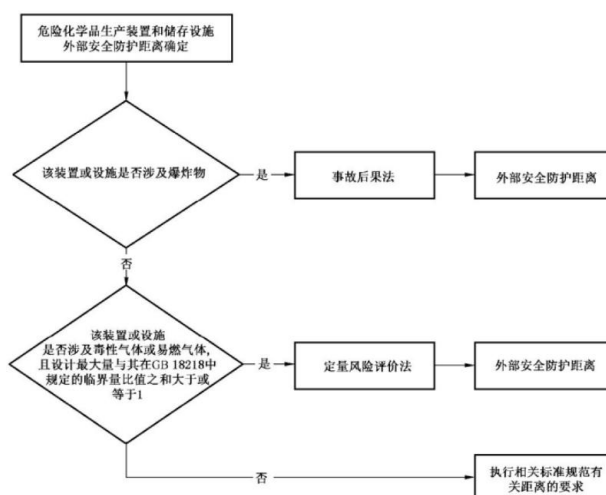 危险化学品生产装置和储存设施
外部安全防护距离确定
该装置或设施是否涉及爆炸物
是
事故后果法
外部安全防护距离
否
该装置或设施
是否涉及毒性气体或易燃气体,
且设计最大量与其在GB 18218中
规定的临界量比值之和大于或
等于1
是
定量风险评价法
外部安全防护距离
否
执行相关标准规范有
关距离的要求